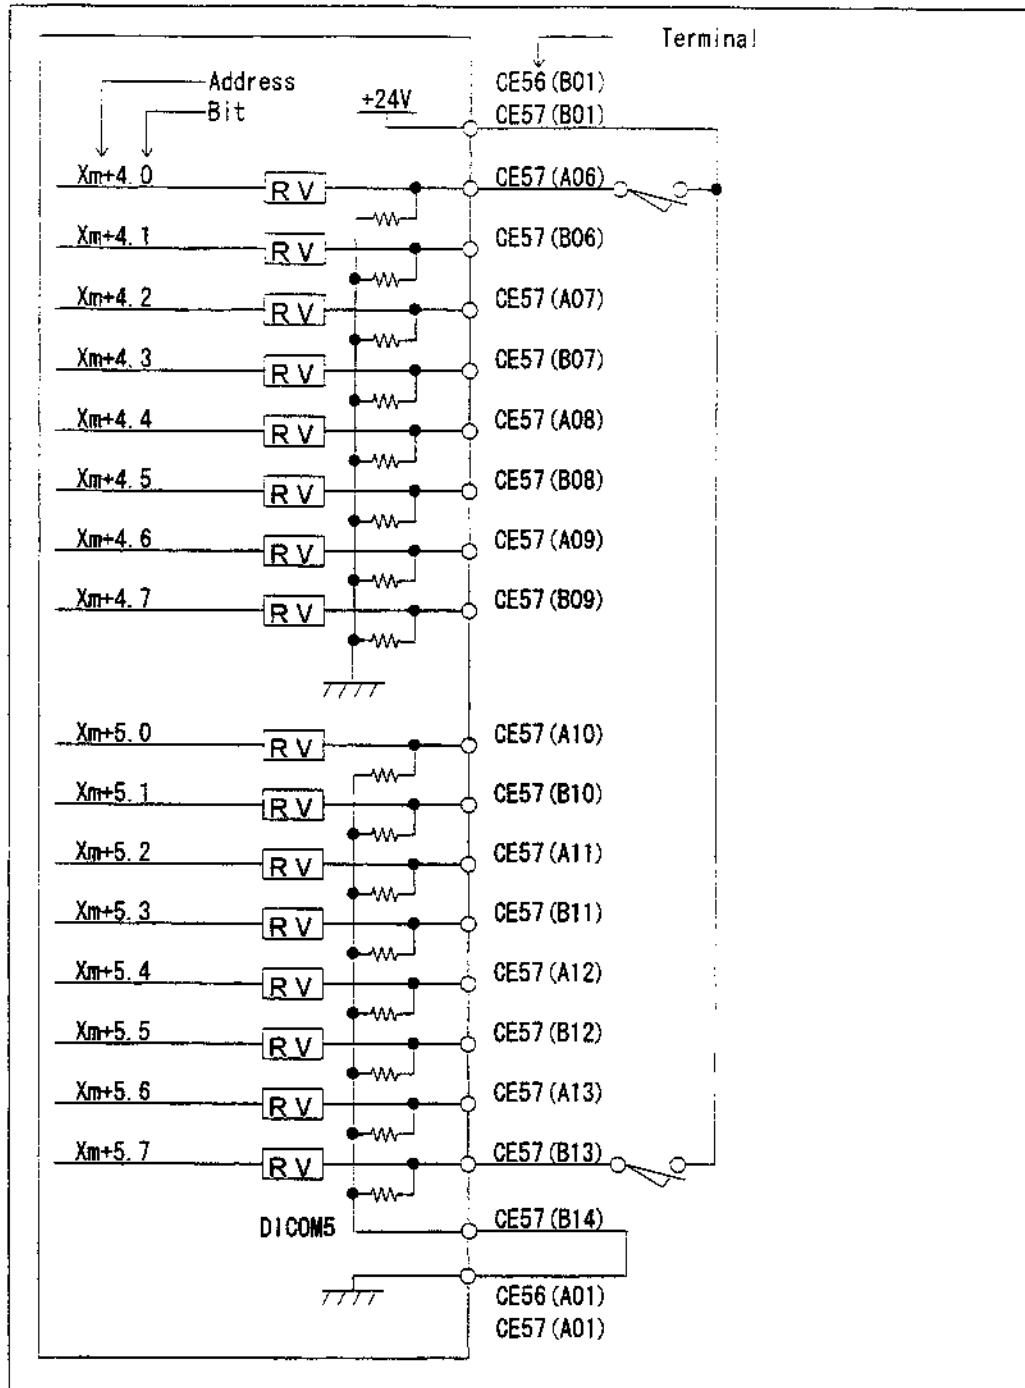 Terminal
CE56(B01)
Address
+24V
CE57(B01)
Bit
Xm+4.0
RV
CE57(A06)
Xm+4.1
RV
CE57(B06)
Xm+4.2
RV
CE57(A07)
Xm+4.3
RV
CE57(B07)
Xm+4.4
RV
CE57(A08)
Xm+4.5
RV
CE57(B08)
Xm+4.6
RV
CE57(A09)
Xm+4.7
RV
CE57(B09)
Xm+5.0
RV
CE57(A10)
Xm+5.1
RV
CE57(B10)
Xm+5.2
RV
CE57(A11)
Xm+5.3
RV
CE57(B11)
Xm+5.4
RV
CE57(A12)
Xm+5.5
RV
CE57(B12)
Xm+5.6
RV
CE57(A13)
Xm+5.7
RV
CE57(B13)
DICOM5
CE57(B14)
CE56(A01)
CE57(A01)